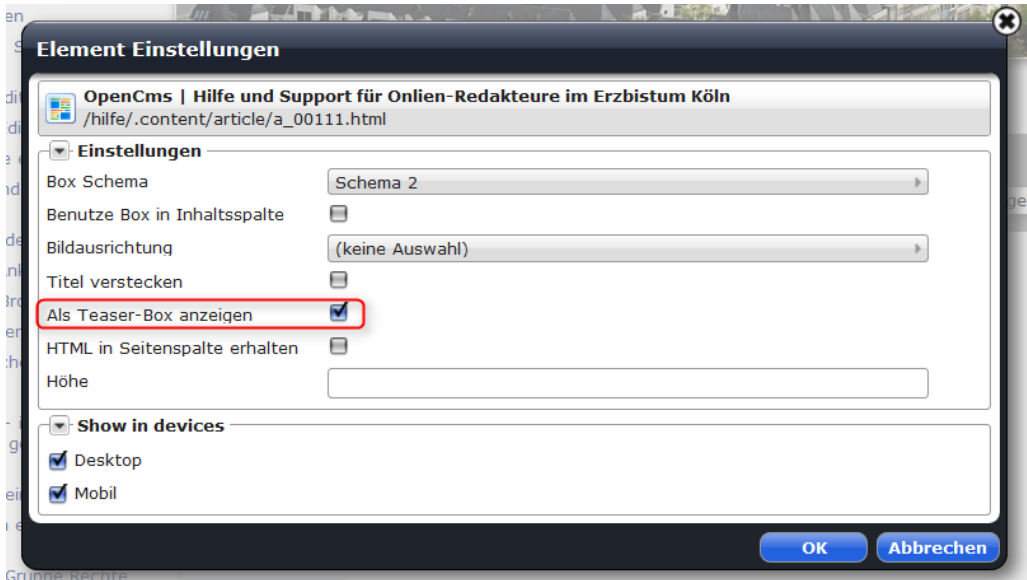 Element Einstellungen
OpenCms | Hilfe und Support für Onlien-Redakteure im Erzbistum Köln
/hilfe/.content/article/a_00111.html
Einstellungen
Box Schema
Schema 2
Benutze Box in Inhaltsspalte
Bildausrichtung
(keine Auswahl)
Titel verstecken
Als Teaser-Box anzeigen
HTML in Seitenspalte erhalten
Höhe
Show in devices
Desktop
Mobil
OK Abbrechen
Gruppe Rechte